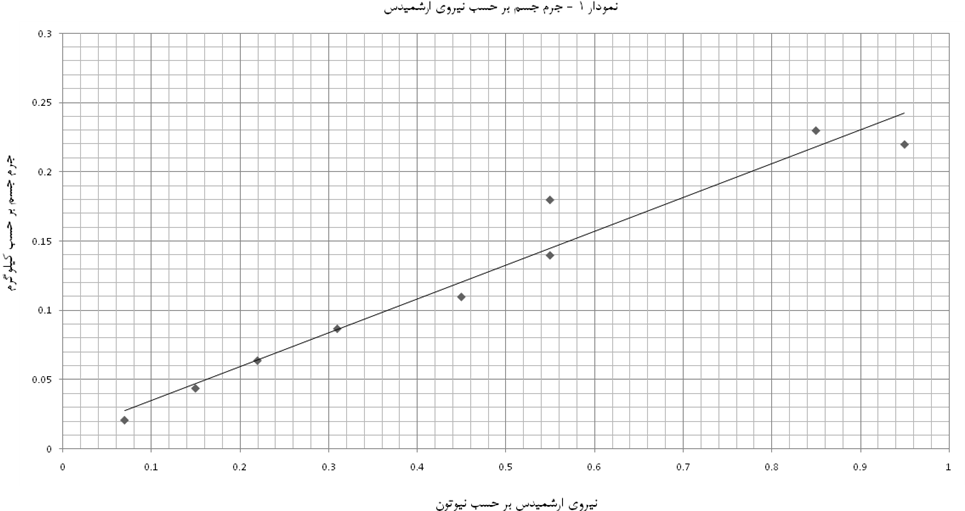 نمودار ۱ - جرم جسم بر حسب نیروی ارشمیدس
0.3
0.25
0.2
0.15
0.1
0.05
0
جرم جسم بر حسب کیلوگرم
0 0.1 0.2 0.3 0.4 0.5 0.6 0.7 0.8 0.9 1
نیروی ارشمیدس بر حسب نیوتون